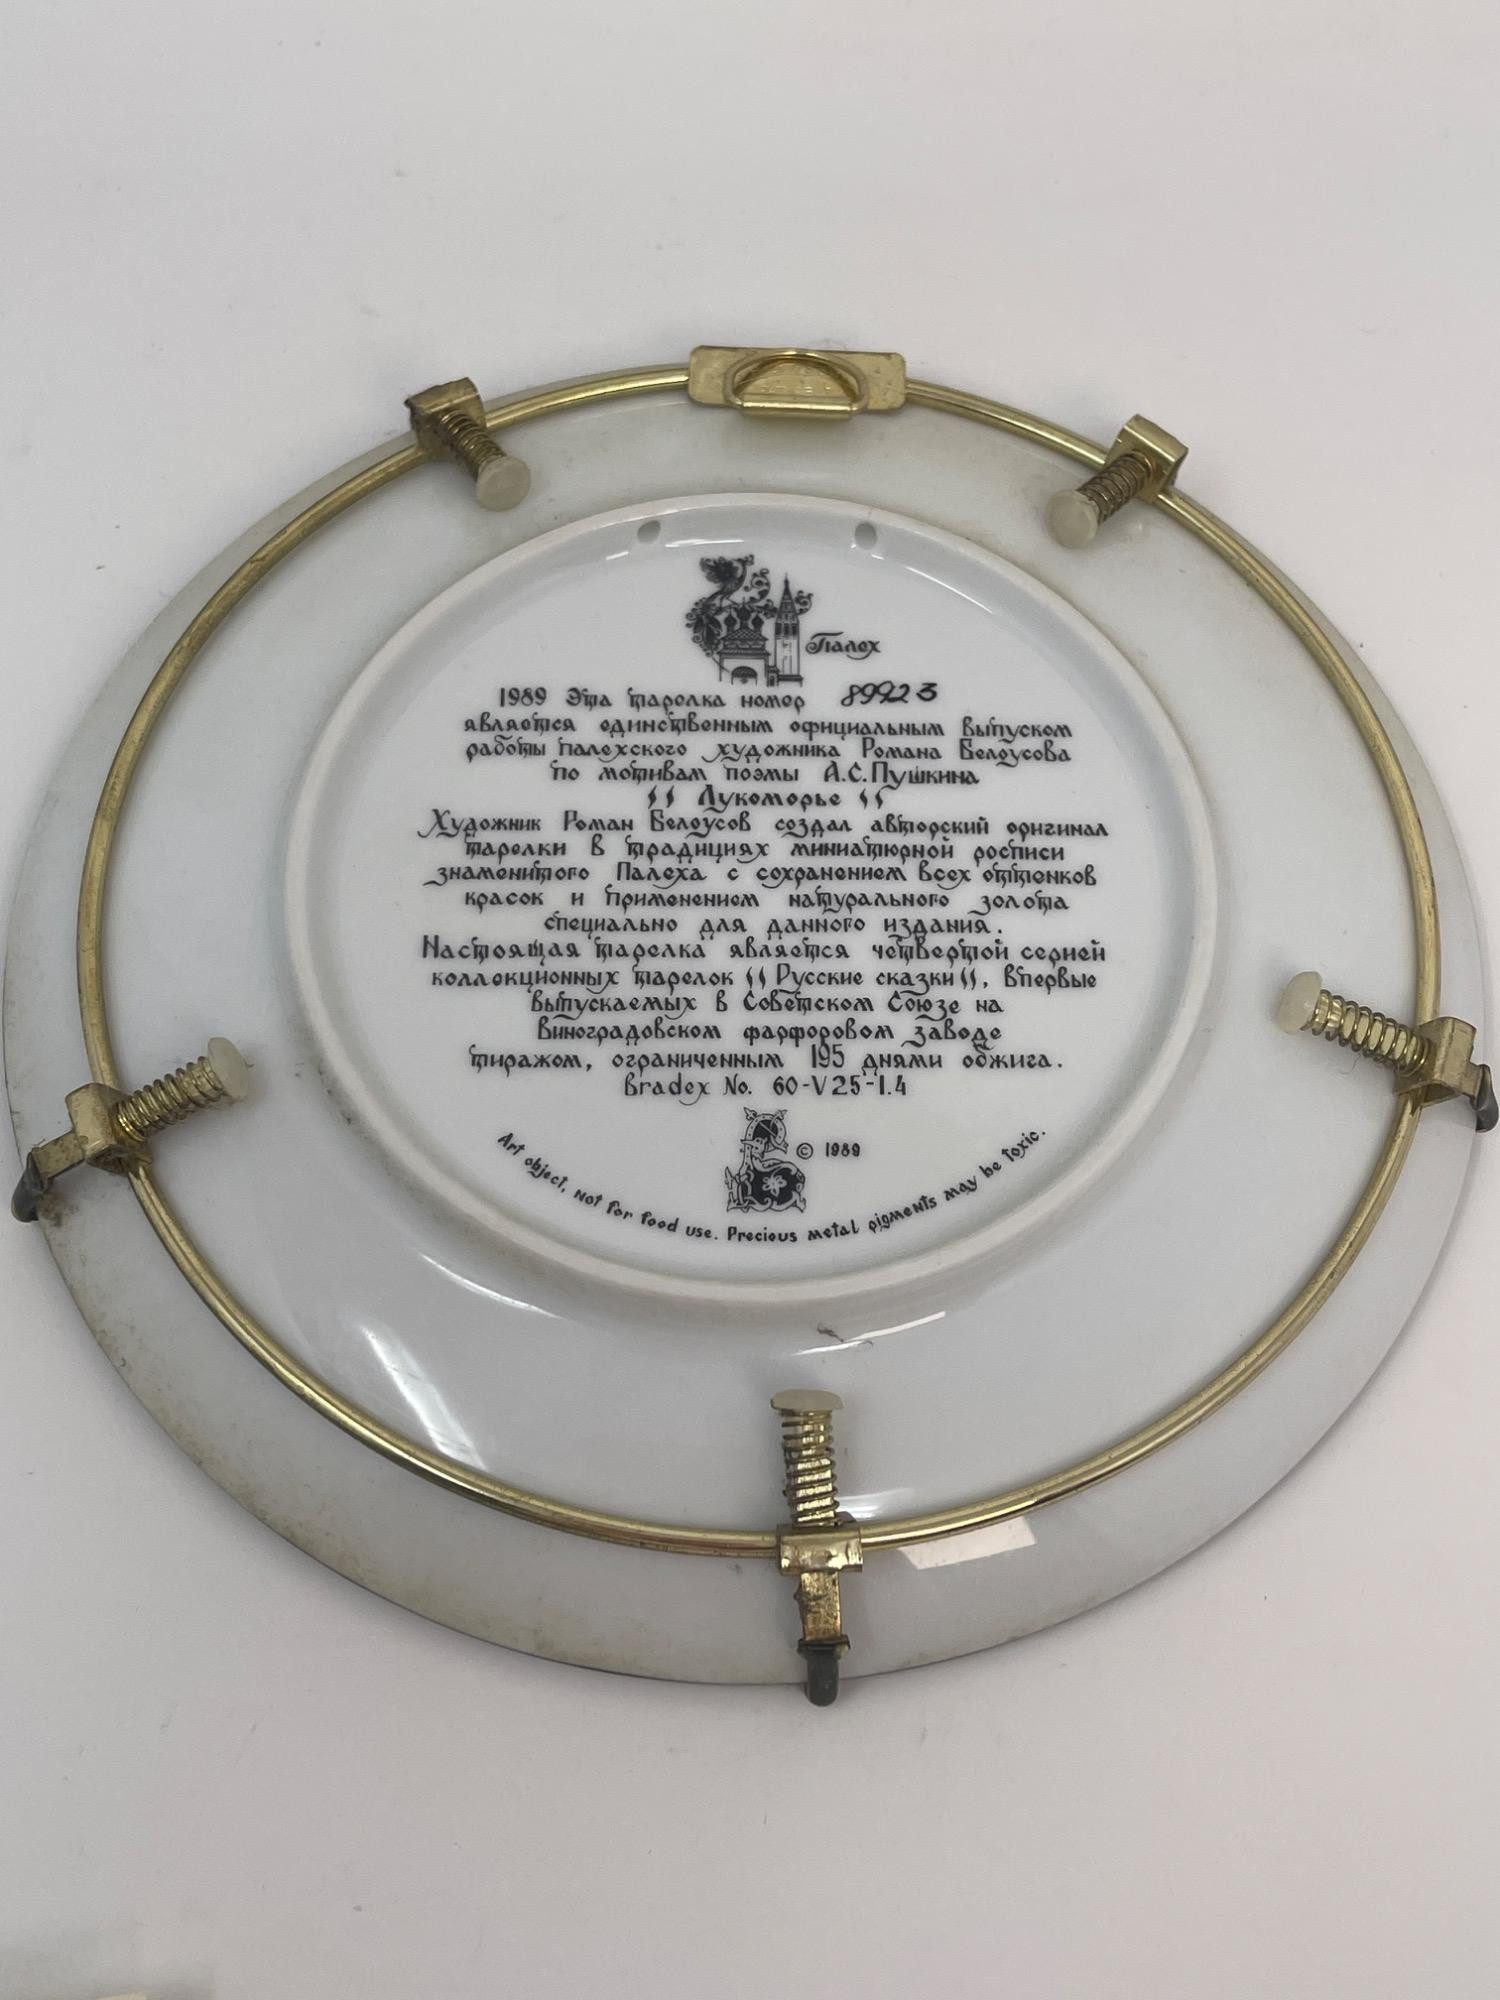 Палех
1989 Эта тарелка номер 89923
является единственным официальным выпуском
работы палехского художника Романа Белоусова
по мотивам поэмы А.С.Пушкина
" Лукоморье "
Художник Роман Белоусов создал авторский оригинал
тарелки в традициях миниатюрной росписи
знаменитого Палеха с сохранением всех оттенков
красок и применением натурального золота
специально для данного издания.
Настоящая тарелка является четвертой серией
коллекционных тарелок "Русские сказки", впервые
выпускаемых в Советском Союзе на
Виноградовском фарфоровом заводе
тиражом, ограниченным 195 днями обжига.
Bradex No. 60-V25-1.4
© 1989
Art object, not for food use. Precious metal pigments may be toxic.